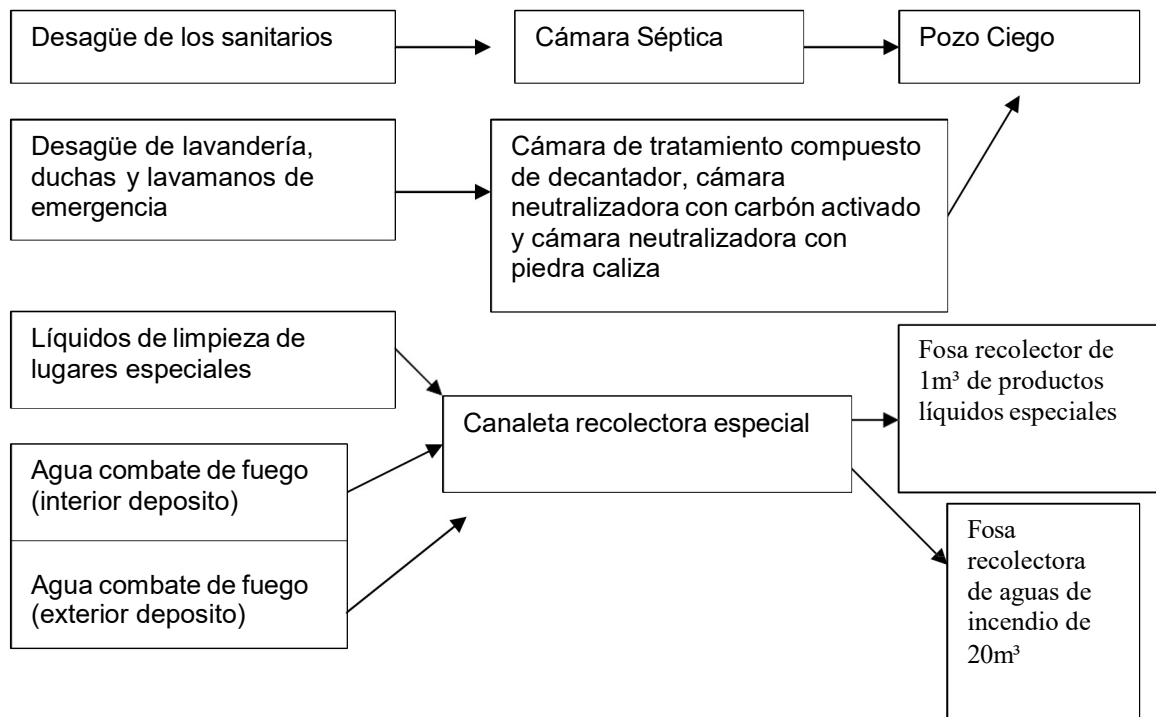 Desagüe de los sanitarios
Cámara Séptica
Pozo Ciego
Desagüe de lavandería,
duchas y lavamanos de
emergencia
Cámara de tratamiento compuesto
de decantador, cámara
neutralizadora con carbón activado
y cámara neutralizadora con
piedra caliza
Líquidos de limpieza de
lugares especiales
Canaleta recolectora especial
Fosa recolector de
1m³ de productos
líquidos especiales
Agua combate de fuego
(interior deposito)
Agua combate de fuego
(exterior deposito)
Fosa
recolectora
de aguas de
incendio de
20m³